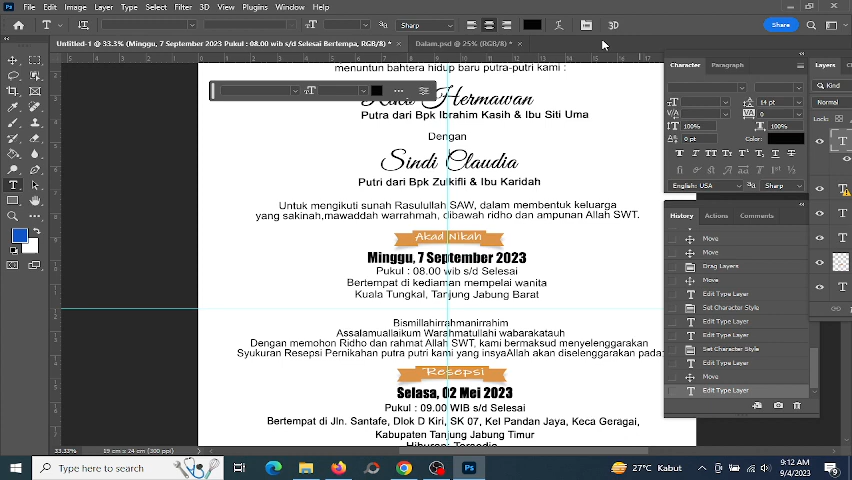 File Edit Image Layer Type Select Filter 3D View Plugins Window Help
Sharp
3D
Share
Untitled-1 @ 33.3% (Minggu, 7 September 2023 Pukul : 08.00 wib s/d Selesai Bertempa, RGB/8) *
Dalam.psd @ 25% (RGB/8) *
menuntun bahtera hidup baru putra-putri kami :
Hermawan
Putra dari Bpk Ibrahim Kasih & Ibu Siti Uma
Dengan
Sindi Claudia
Putri dari Bpk Zulkifli & Ibu Karidah
Untuk mengikuti sunah Rasulullah SAW, dalam membentuk keluarga
yang sakinah,mawaddah warrahmah, dibawah ridho dan ampunan Allah SWT.
Akad Nikah
Minggu, 7 September 2023
Pukul : 08.00 wib s/d Selesai
Bertempat di kediaman mempelai wanita
Kuala Tungkal, Tanjung Jabung Barat
Bismillahirrahmanirrahim
Assalamuallaikum Warahmatullahi wabarakatauh
Dengan memohon Ridho dan rahmat Allah SWT, kami bermaksud menyelenggarakan
Syukuran Resepsi Pernikahan putra putri kami yang insyaAllah akan diselenggarakan pada:
Resepsi
Selasa, 02 Mei 2023
Pukul : 09.00 WIB s/d Selesai
Bertempat di Jln. Santafe, Dlok D Kiri, SK 07, Kel Pandan Jaya, Keca Geragai,
Kabupaten Tanjung Jabung Timur
Hiburan: Tersedia
Character Paragraph
14 pt
0
100% 100%
0 pt Color:
English: USA Sharp
History Actions Comments
Move
Move
Drag Layers
Move
Edit Type Layer
Set Character Style
Edit Type Layer
Edit Type Layer
Set Character Style
Edit Type Layer
Move
Edit Type Layer
Layers
Kind
Normal
Lock:
33.33% 19 cm x 24 cm (300 ppi)
Type here to search
27°C Kabut
9:12 AM
9/4/2023